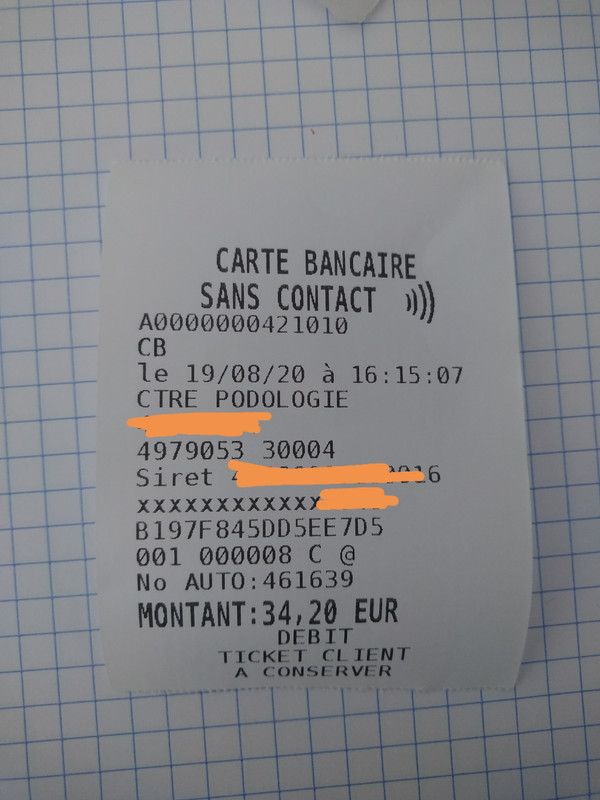 CARTE BANCAIRE
SANS CONTACT
A0000000421010
CB
le 19/08/20 à 16:15:07
CTRE PODOLOGIE
4979053 30004
Siret
xxxxxxxxxxxx
B197F845DD5EE7D5
001 000008 C @
No AUTO:461639
MONTANT:34,20 EUR
DEBIT
TICKET CLIENT
A CONSERVER